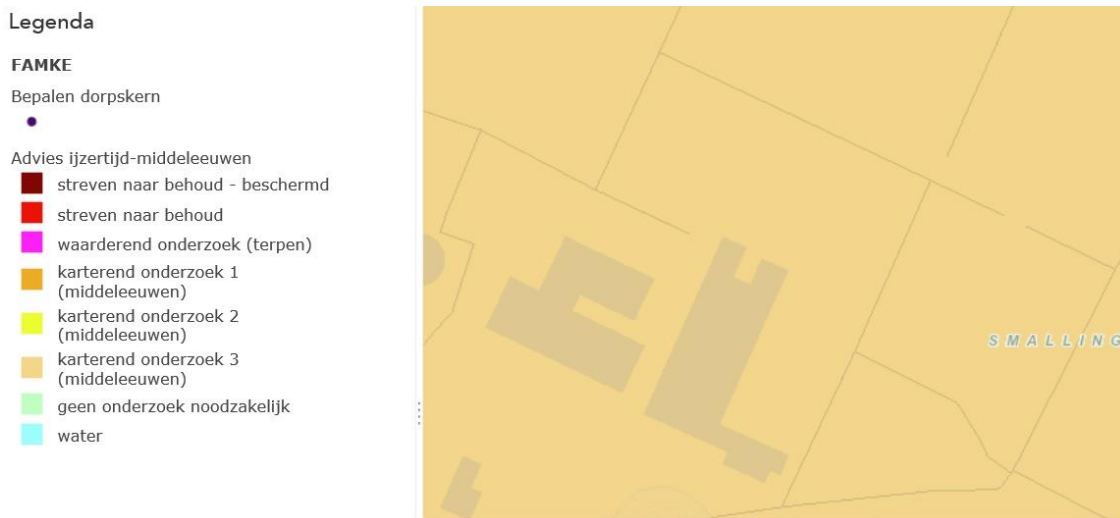 Legenda
FAMKE
Bepalen dorpskern
Advies ijzertijd-middeleeuwen
streven naar behoud - beschermd
streven naar behoud
waarderend onderzoek (terpen)
karterend onderzoek 1
(middeleeuwen)
karterend onderzoek 2
(middeleeuwen)
karterend onderzoek 3
(middeleeuwen)
geen onderzoek noodzakelijk
water
SMALLING